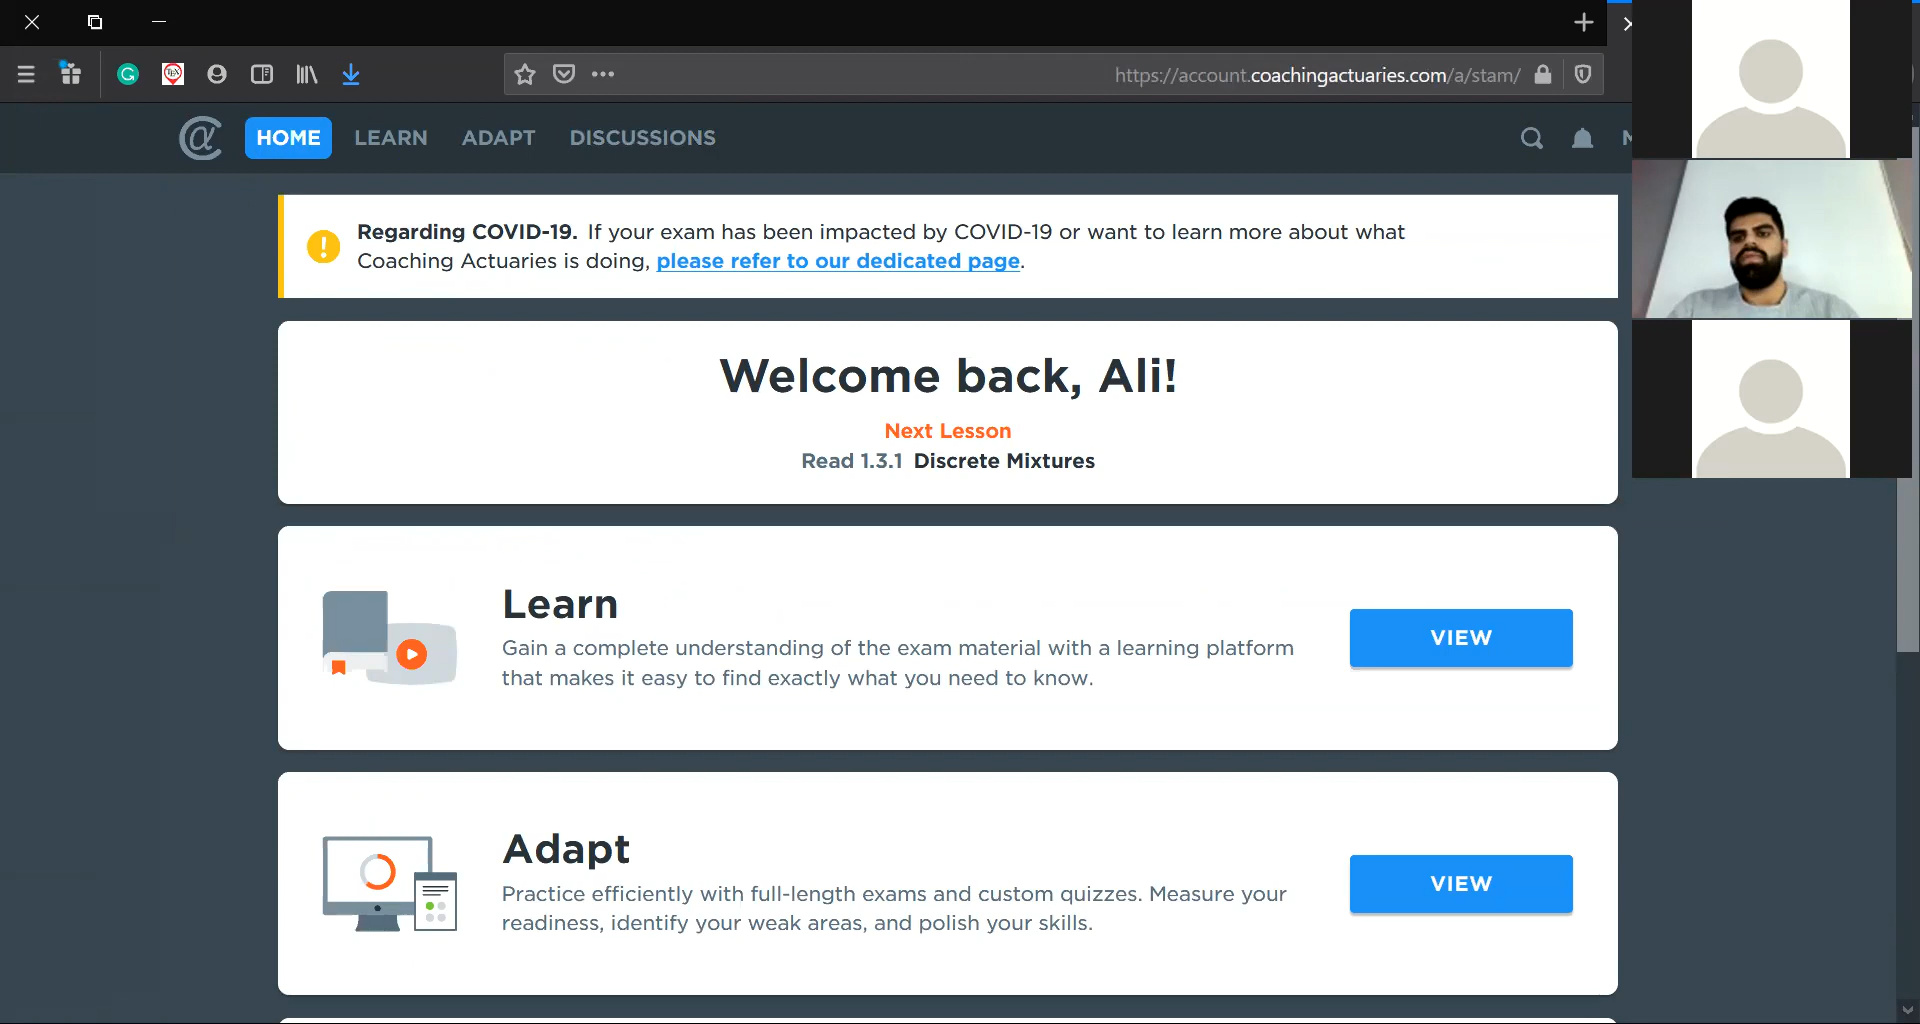 https://account.coachingactuaries.com/a/stam/
HOME LEARN ADAPT DISCUSSIONS
Regarding COVID-19. If your exam has been impacted by COVID-19 or want to learn more about what
Coaching Actuaries is doing, please refer to our dedicated page.
Welcome back, Ali!
Next Lesson
Read 1.3.1 Discrete Mixtures
Learn
Gain a complete understanding of the exam material with a learning platform
that makes it easy to find exactly what you need to know.
VIEW
Adapt
Practice efficiently with full-length exams and custom quizzes. Measure your
readiness, identify your weak areas, and polish your skills.
VIEW